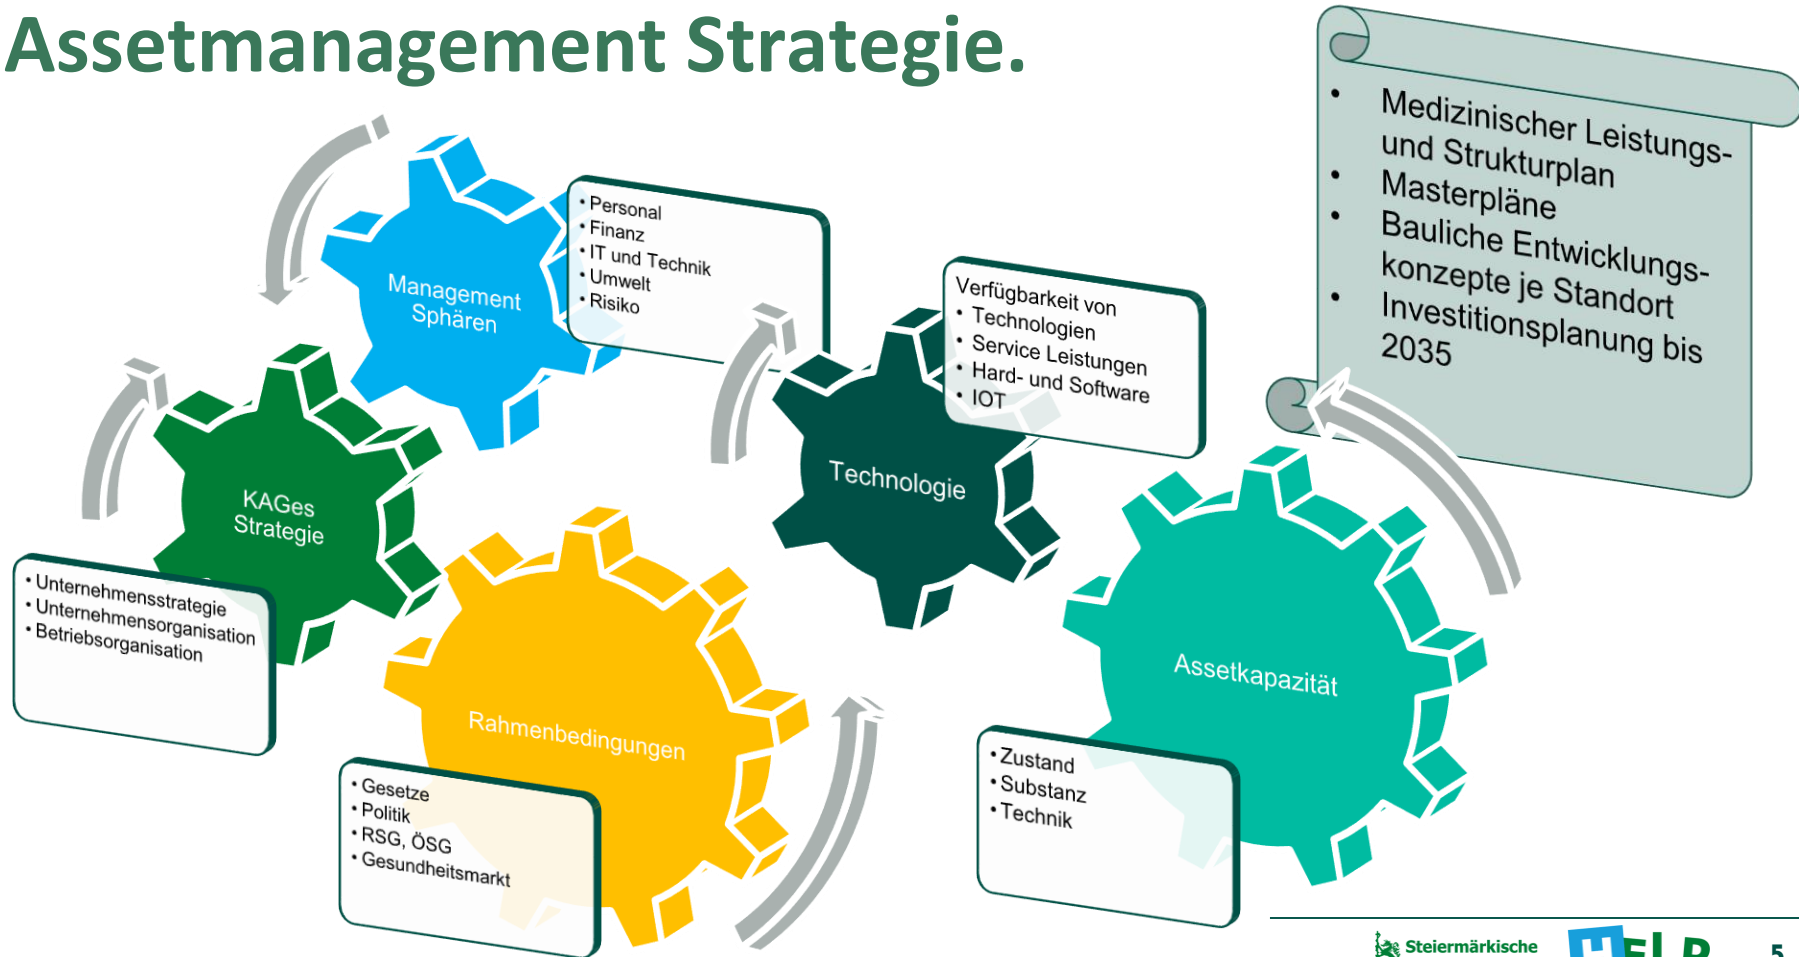 Assetmanagement Strategie.
• Medizinischer Leistungs-
und Strukturplan
• Masterpläne
• Bauliche Entwicklungs-
konzepte je Standort
• Investitionsplanung bis
2035
Management
Sphären
• Personal
• Finanz
• IT und Technik
• Umwelt
• Risiko
Verfügbarkeit von
• Technologien
• Service Leistungen
• Hard- und Software
• IOT
Technologie
KAGes
Strategie
• Unternehmensstrategie
• Unternehmensorganisation
• Betriebsorganisation
Rahmenbedingungen
• Gesetze
• Politik
• RSG, ÖSG
• Gesundheitsmarkt
Assetkapazität
• Zustand
• Substanz
• Technik
Steiermärkische
5